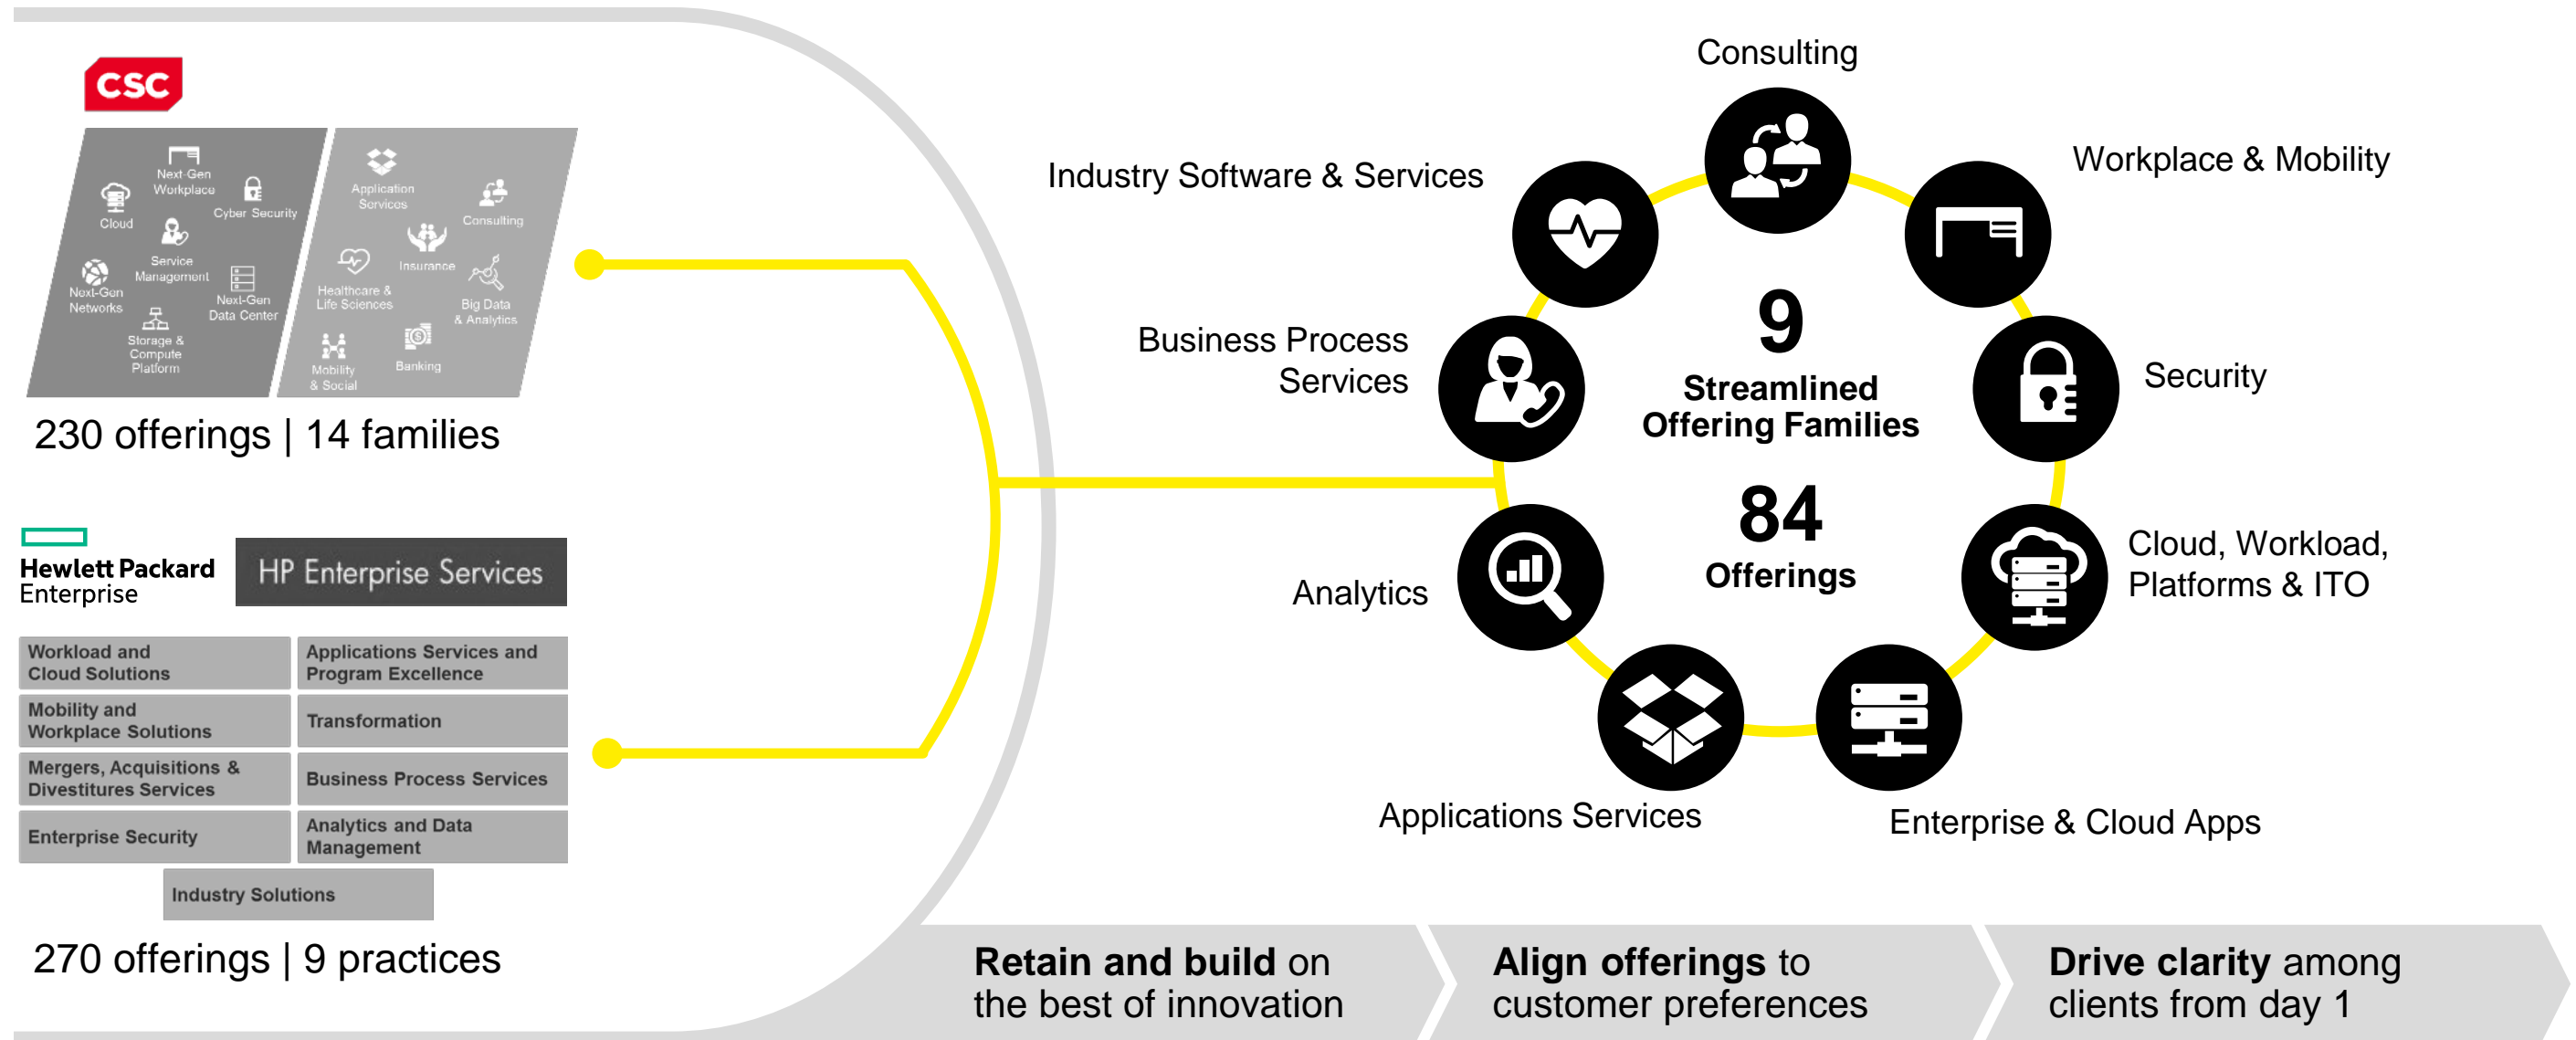 CSC
Next-Gen
Workplace
Cloud
Cyber Security
Service
Management
Next-Gen
Networks
Next-Gen
Data Center
Storage &
Compute
Platform
Application
Services
Consulting
Insurance
Healthcare &
Life Sciences
Big Data
& Analytics
Banking
Mobility
& Social
230 offerings | 14 families
Hewlett Packard
Enterprise
HP Enterprise Services
Workload and
Cloud Solutions
Applications Services and
Program Excellence
Mobility and
Workplace Solutions
Transformation
Mergers, Acquisitions &
Divestitures Services
Business Process Services
Enterprise Security
Analytics and Data
Management
Industry Solutions
270 offerings | 9 practices
Consulting
Workplace & Mobility
Security
Cloud, Workload,
Platforms & ITO
Enterprise & Cloud Apps
Applications Services
Analytics
Business Process
Services
Industry Software & Services
9
Streamlined
Offering Families
84
Offerings
Retain and build on
the best of innovation
Align offerings to
customer preferences
Drive clarity among
clients from day 1